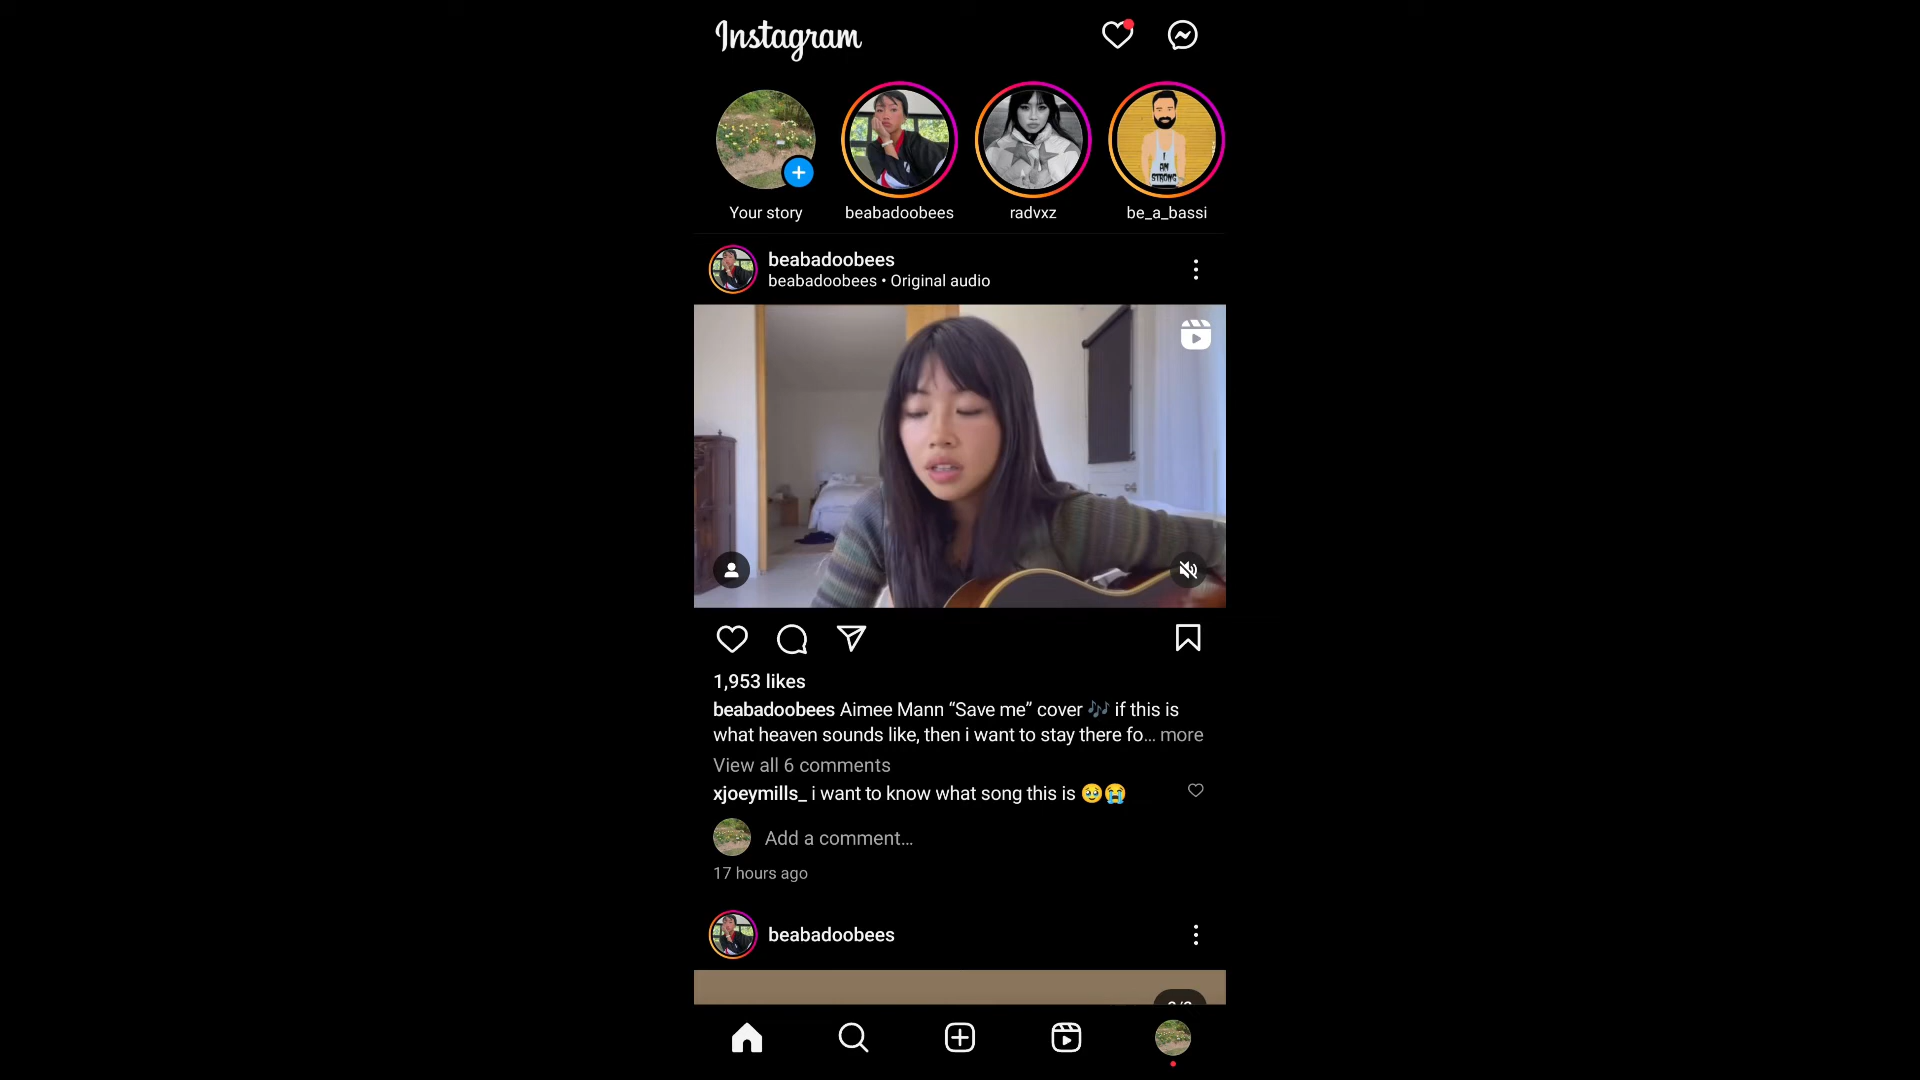 Instagram
I
AM
STRONG
Your story
beabadoobees
radvxz
be_a_bassi
beabadoobees
beabadoobees • Original audio
1,953 likes
beabadoobees Aimee Mann “Save me” cover 🎶 if this is
what heaven sounds like, then i want to stay there fo... more
View all 6 comments
xjoeymills_ i want to know what song this is 🥹😭
Add a comment...
17 hours ago
beabadoobees